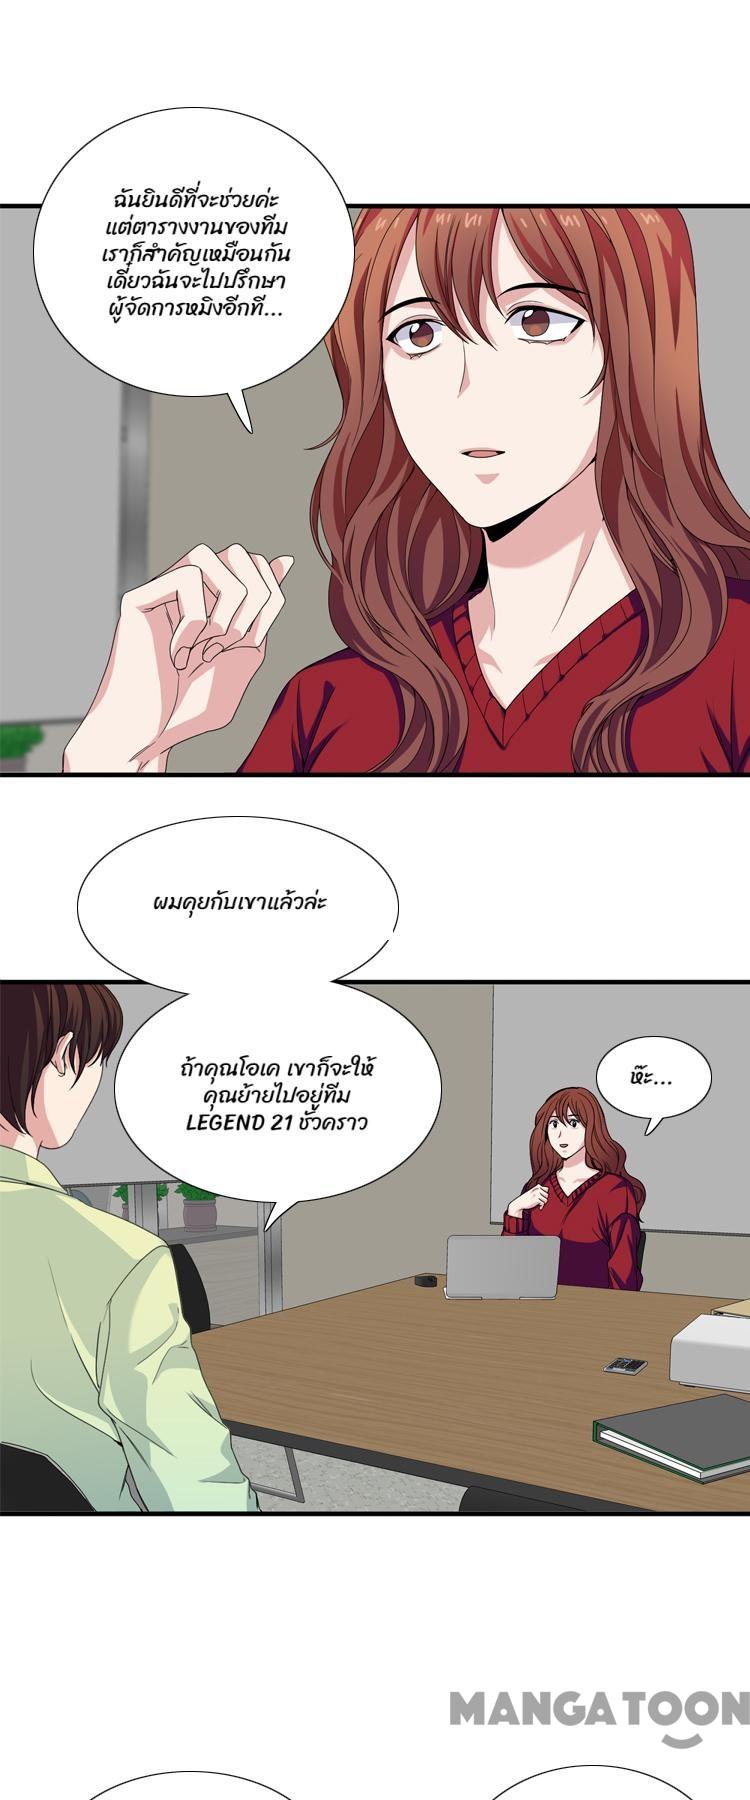 ฉันยินดีที่จะช่วยค่ะ
แต่ตารางงานของทีม
เราก็สำคัญเหมือนกัน
เดี๋ยวฉันจะไปปรึกษา
ผู้จัดการหมิงอีกที...
ผมคุยกับเขาแล้วล่ะ
ถ้าคุณโอเค เขาก็จะให้
คุณย้ายไปอยู่ทีม
LEGEND 21 ชั่วคราว
ห๊ะ...
MANGATOON